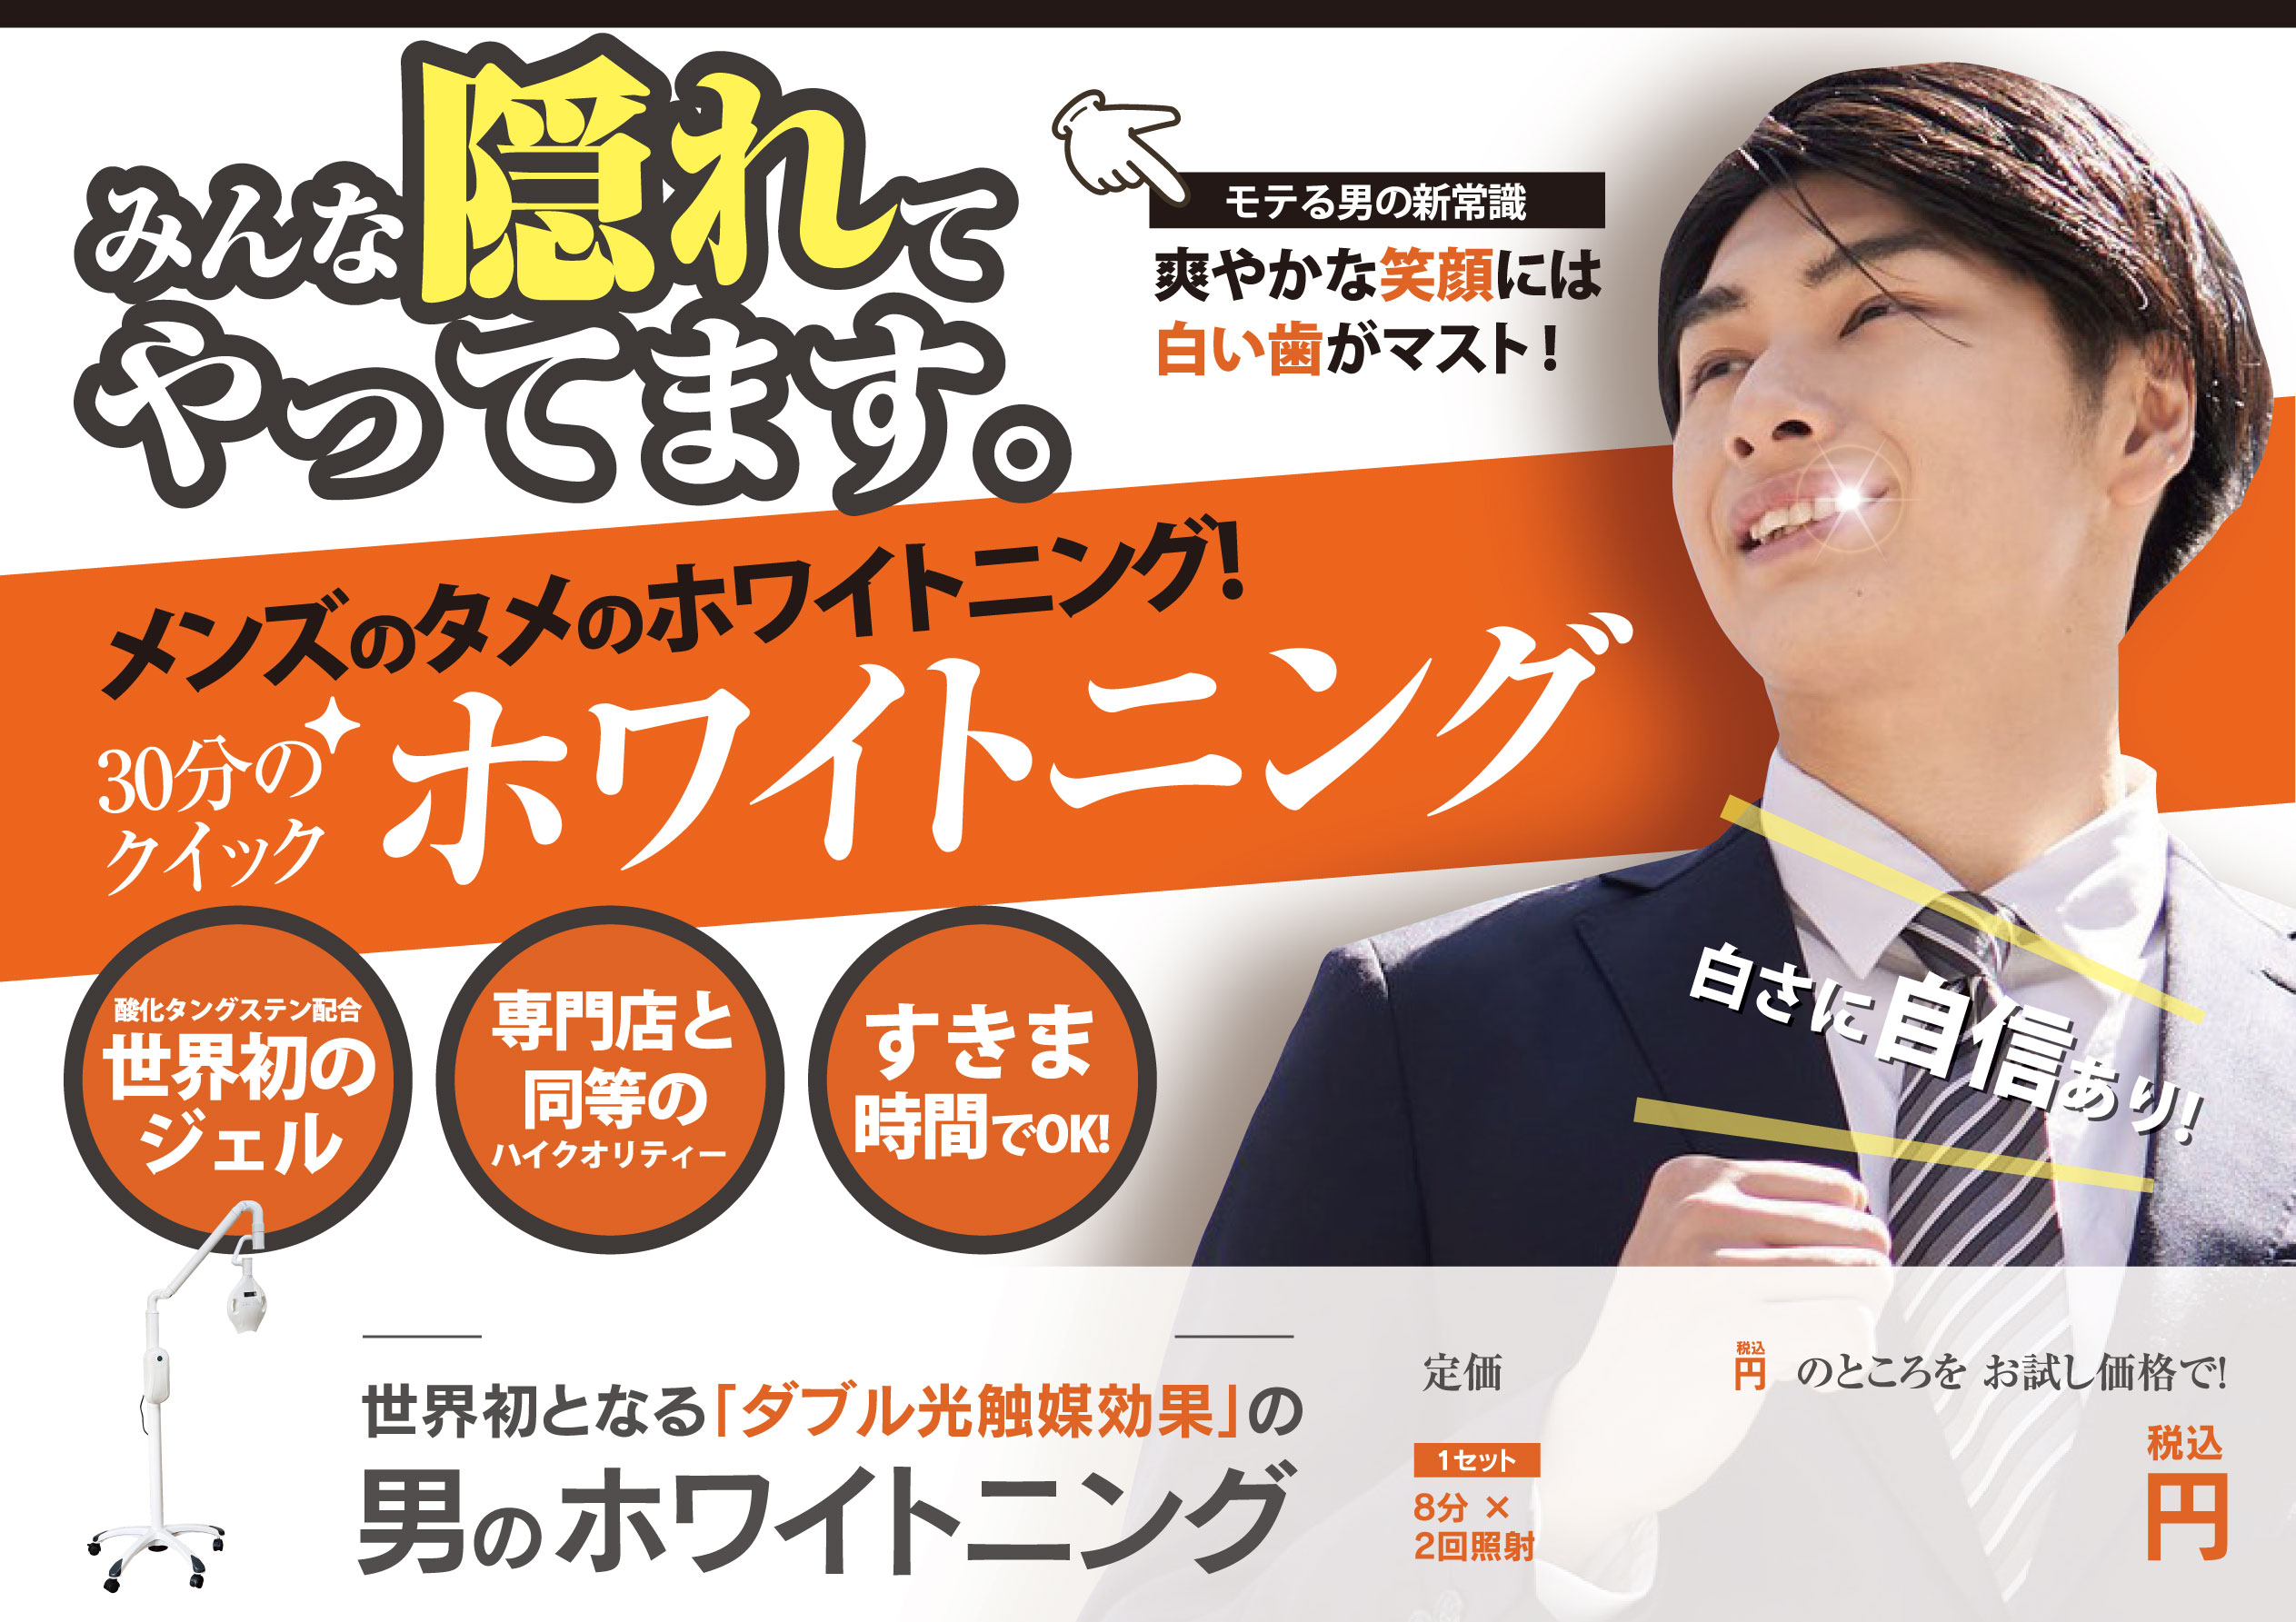 みんな隠れて
やってます。
モテる男の新常識
爽やかな笑顔には
白い歯がマスト!
メンズのタメのホワイトニング!
30分の
クイック
ホワイトニング
酸化タングステン配合
世界初の
ジェル
専門店と
同等の
ハイクオリティー
すきま
時間でOK!
白さに自信あり!
世界初となる「ダブル光触媒効果」の
男のホワイトニング
定価 税込 円 のところを お試し価格で!
1セット
8分 ×
2回照射
税込
円